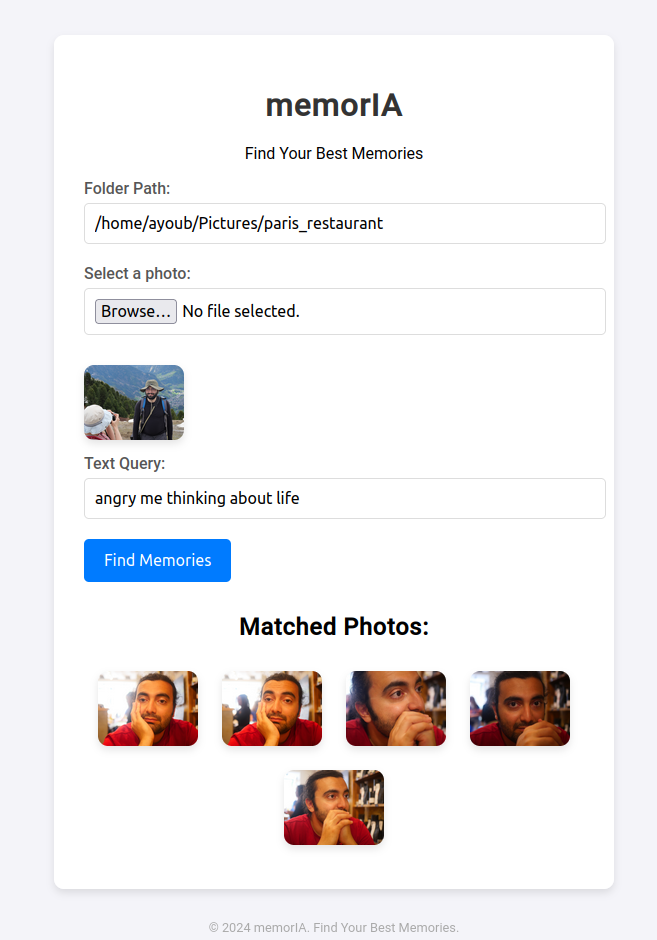 memorIA
Find Your Best Memories
Folder Path:
/home/ayoub/Pictures/paris_restaurant
Select a photo:
Browse... No file selected.
Text Query:
angry me thinking about life
Find Memories
Matched Photos:
© 2024 memorIA. Find Your Best Memories.